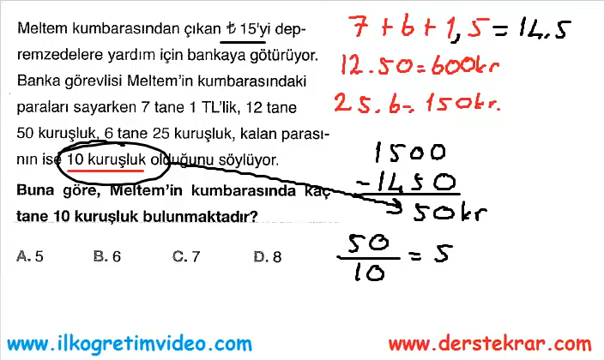 Meltem kumbarasından çıkan ₺ 15'yi dep-
remzedelere yardım için bankaya götürüyor.
Banka görevlisi Meltem'in kumbarasındaki
paraları sayarken 7 tane 1 TL'lik, 12 tane
50 kuruşluk, 6 tane 25 kuruşluk, kalan parası-
nın ise 10 kuruşluk olduğunu söylüyor.
Buna göre, Meltem'in kumbarasında kaç
tane 10 kuruşluk bulunmaktadır?
A. 5 B. 6 C. 7 D. 8
7 + 6 + 1,5 = 14.5
12.50=600kr
25.6=150kr.
1500
-1450
50kr
50
10
= 5
www.ilkogretimvideo.com
www.derstekrar.com